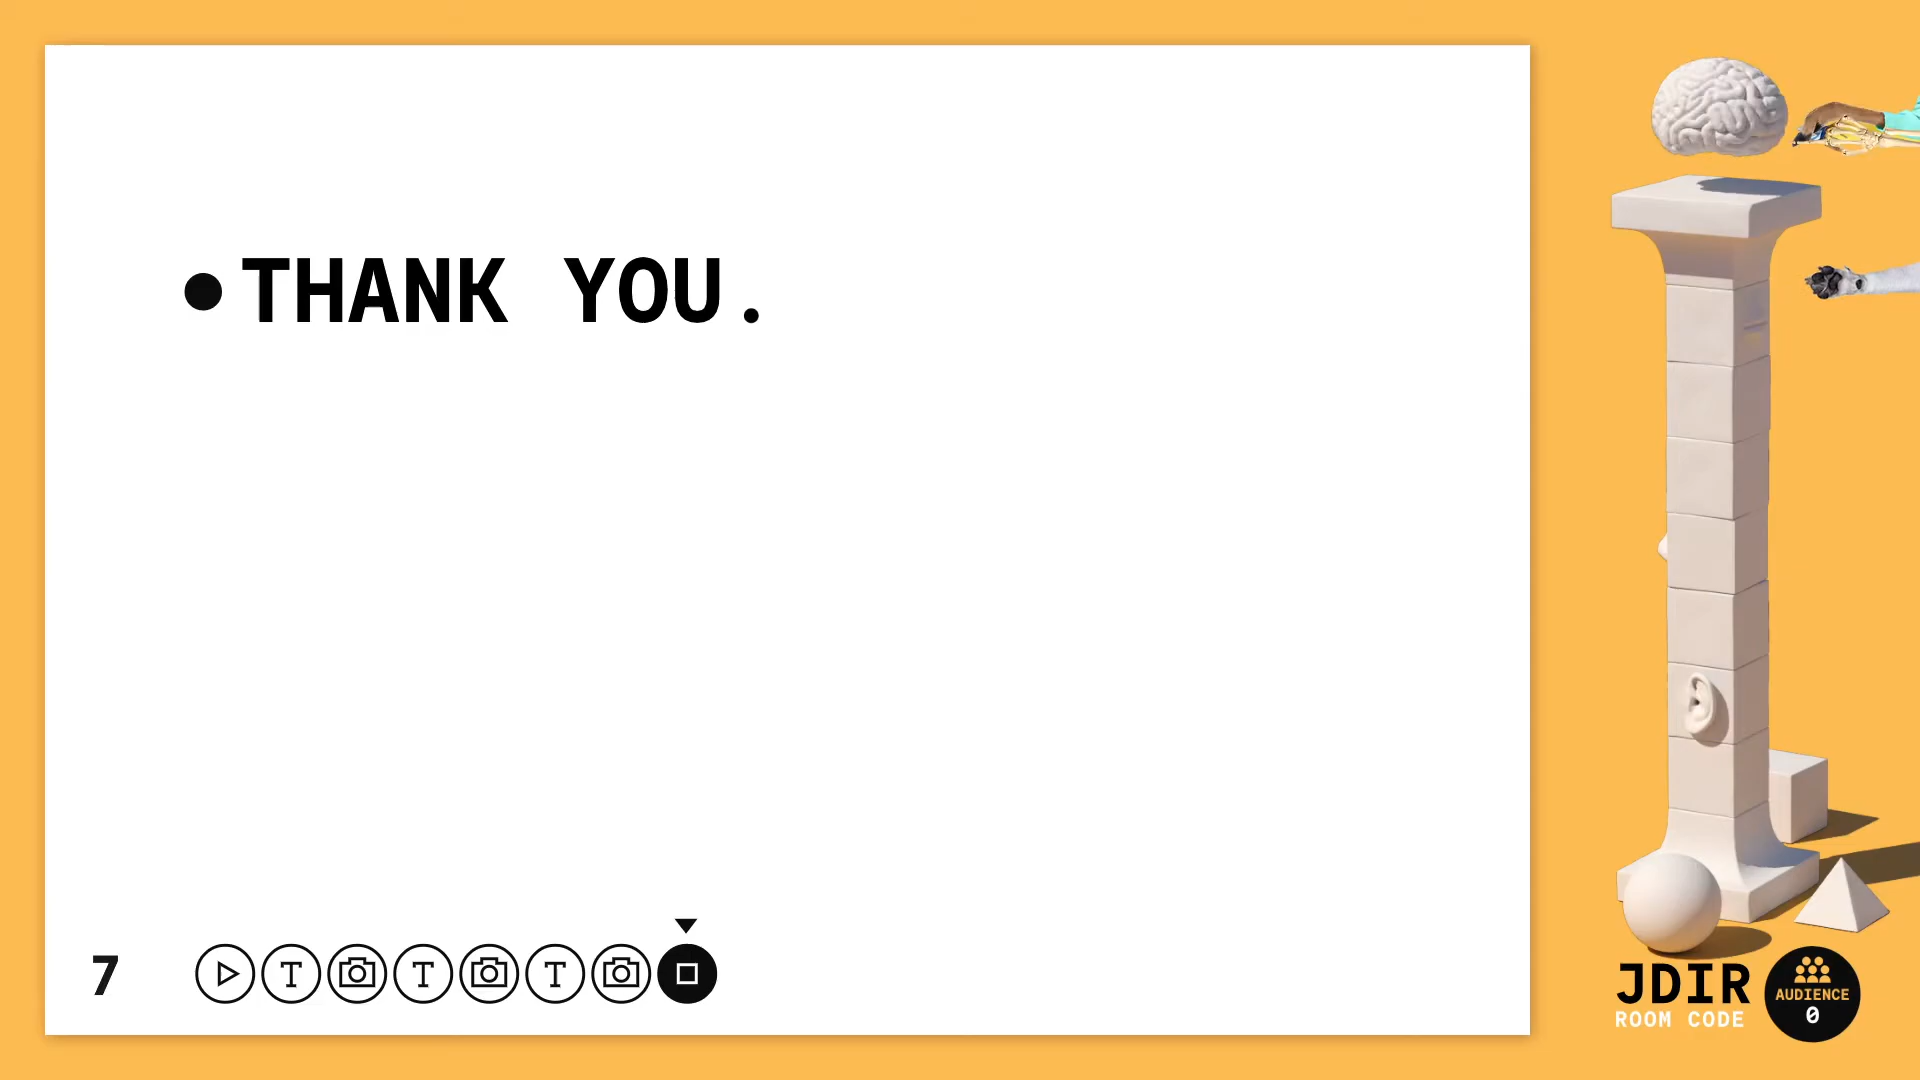 THANK YOU.
7
T T T
JDIR
ROOM CODE
AUDIENCE
0